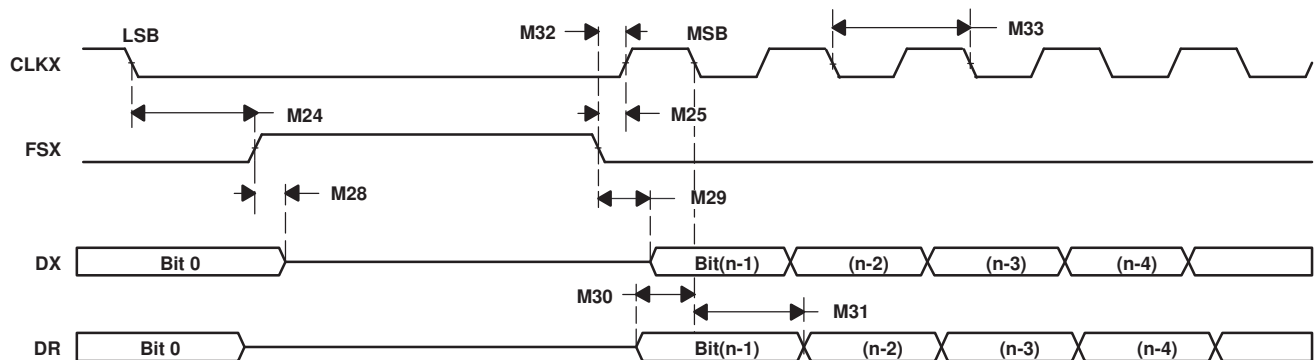 LSB M32 MSB M33
CLKX
M24 M25
FSX
M28 M29
DX Bit 0 Bit(n-1) (n-2) (n-3) (n-4)
M30 M31
DR Bit 0 Bit(n-1) (n-2) (n-3) (n-4)